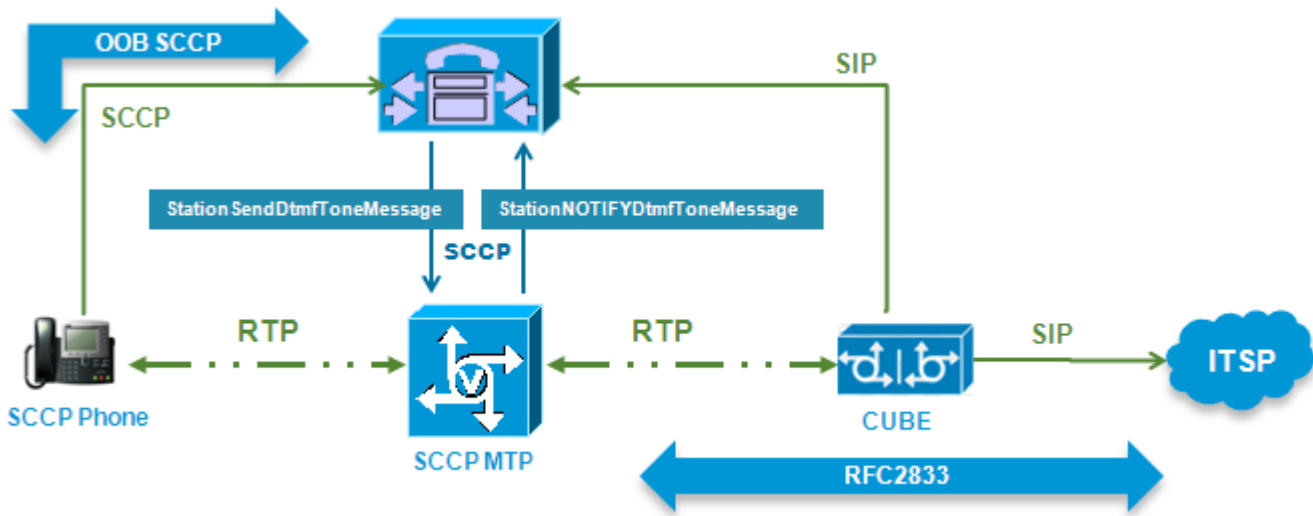 OOB SCCP
SIP
SCCP
StationSendDtmfToneMessage
StationNOTIFYDtmfToneMessage
SCCP
RTP
RTP
V
SIP
ITSP
SCCP Phone
CUBE
SCCP MTP
RFC2833